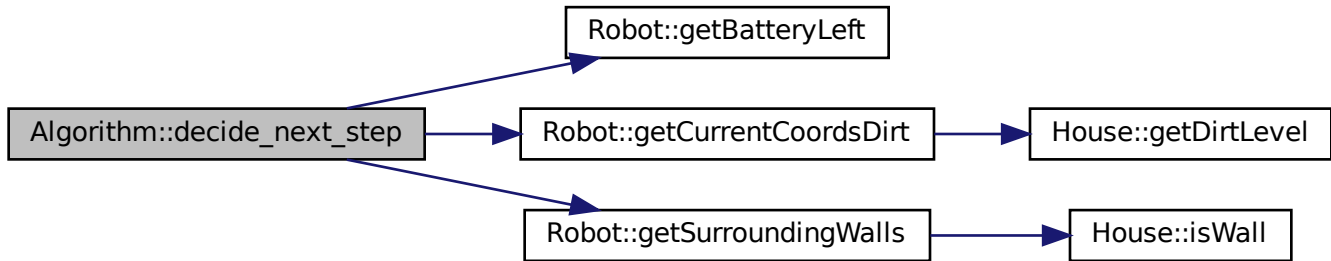 Robot::getBatteryLeft
Algorithm::decide_next_step
Robot::getCurrentCoordsDirt
House::getDirtLevel
Robot::getSurroundingWalls
House::isWall